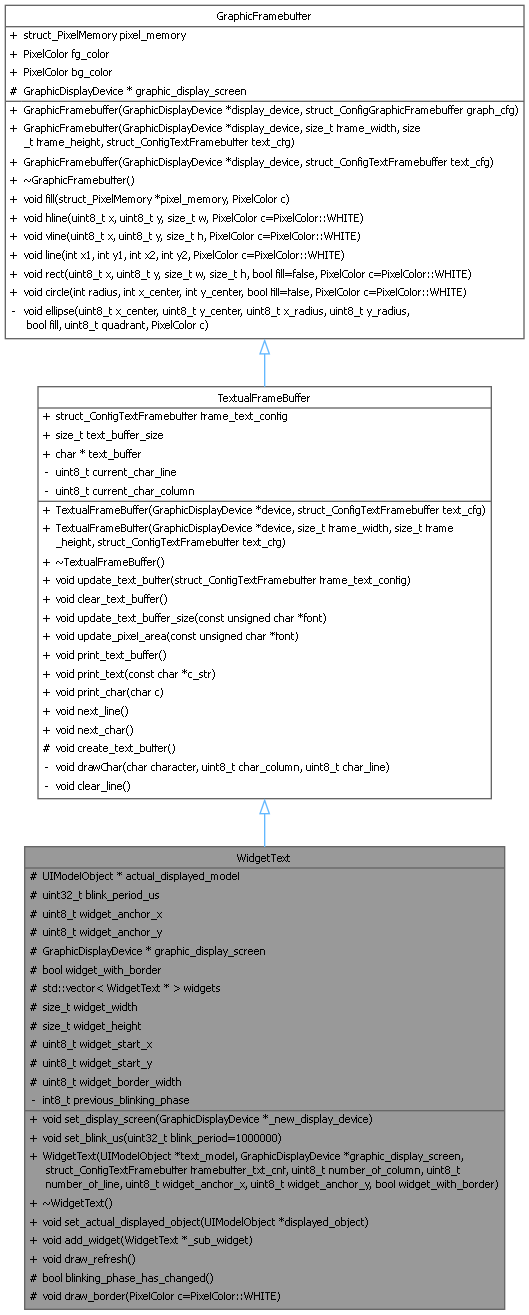 GraphicFramebuffer
+ struct_PixelMemory pixel_memory
+ PixelColor fg_color
+ PixelColor bg_color
# GraphicDisplayDevice * graphic_display_screen
+ GraphicFramebuffer(GraphicDisplayDevice *display_device, struct_ConfigGraphicFramebuffer graph_cfg)
+ GraphicFramebuffer(GraphicDisplayDevice *display_device, size_t frame_width, size
_t frame_height, struct_ConfigTextFramebuffer text_cfg)
+ GraphicFramebuffer(GraphicDisplayDevice *display_device, struct_ConfigTextFramebuffer text_cfg)
+ ~GraphicFramebuffer()
+ void fill(struct_PixelMemory *pixel_memory, PixelColor c)
+ void hline(uint8_t x, uint8_t y, size_t w, PixelColor c=PixelColor::WHITE)
+ void vline(uint8_t x, uint8_t y, size_t h, PixelColor c=PixelColor::WHITE)
+ void line(int x1, int y1, int x2, int y2, PixelColor c=PixelColor::WHITE)
+ void rect(uint8_t x, uint8_t y, size_t w, size_t h, bool fill=false, PixelColor c=PixelColor::WHITE)
+ void circle(int radius, int x_center, int y_center, bool fill=false, PixelColor c=PixelColor::WHITE)
- void ellipse(uint8_t x_center, uint8_t y_center, uint8_t x_radius, uint8_t y_radius,
bool fill, uint8_t quadrant, PixelColor c)
TextualFrameBuffer
+ struct_ConfigTextFramebuffer frame_text_config
+ size_t text_buffer_size
+ char * text_buffer
- uint8_t current_char_line
- uint8_t current_char_column
+ TextualFrameBuffer(GraphicDisplayDevice *device, struct_ConfigTextFramebuffer text_cfg)
+ TextualFrameBuffer(GraphicDisplayDevice *device, size_t frame_width, size_t frame
_height, struct_ConfigTextFramebuffer text_cfg)
+ ~TextualFrameBuffer()
+ void update_text_buffer(struct_ConfigTextFramebuffer frame_text_config)
+ void clear_text_buffer()
+ void update_text_buffer_size(const unsigned char *font)
+ void update_pixel_area(const unsigned char *font)
+ void print_text_buffer()
+ void print_text(const char *c_str)
+ void print_char(char c)
+ void next_line()
+ void next_char()
# void create_text_buffer()
- void drawChar(char character, uint8_t char_column, uint8_t char_line)
- void clear_line()
WidgetText
# UIModelObject * actual_displayed_model
# uint32_t blink_period_us
# uint8_t widget_anchor_x
# uint8_t widget_anchor_y
# GraphicDisplayDevice * graphic_display_screen
# bool widget_with_border
# std::vector< WidgetText * > widgets
# size_t widget_width
# size_t widget_height
# uint8_t widget_start_x
# uint8_t widget_start_y
# uint8_t widget_border_width
- int8_t previous_blinking_phase
+ void set_display_screen(GraphicDisplayDevice *_new_display_device)
+ void set_blink_us(uint32_t blink_period=1000000)
+ WidgetText(UIModelObject *text_model, GraphicDisplayDevice *graphic_display_screen,
struct_ConfigTextFramebuffer framebuffer_txt_cnf, uint8_t number_of_column, uint8_t
number_of_line, uint8_t widget_anchor_x, uint8_t widget_anchor_y, bool widget_with_border)
+ ~WidgetText()
+ void set_actual_displayed_object(UIModelObject *displayed_object)
+ void add_widget(WidgetText *_sub_widget)
+ void draw_refresh()
# bool blinking_phase_has_changed()
# void draw_border(PixelColor c=PixelColor::WHITE)